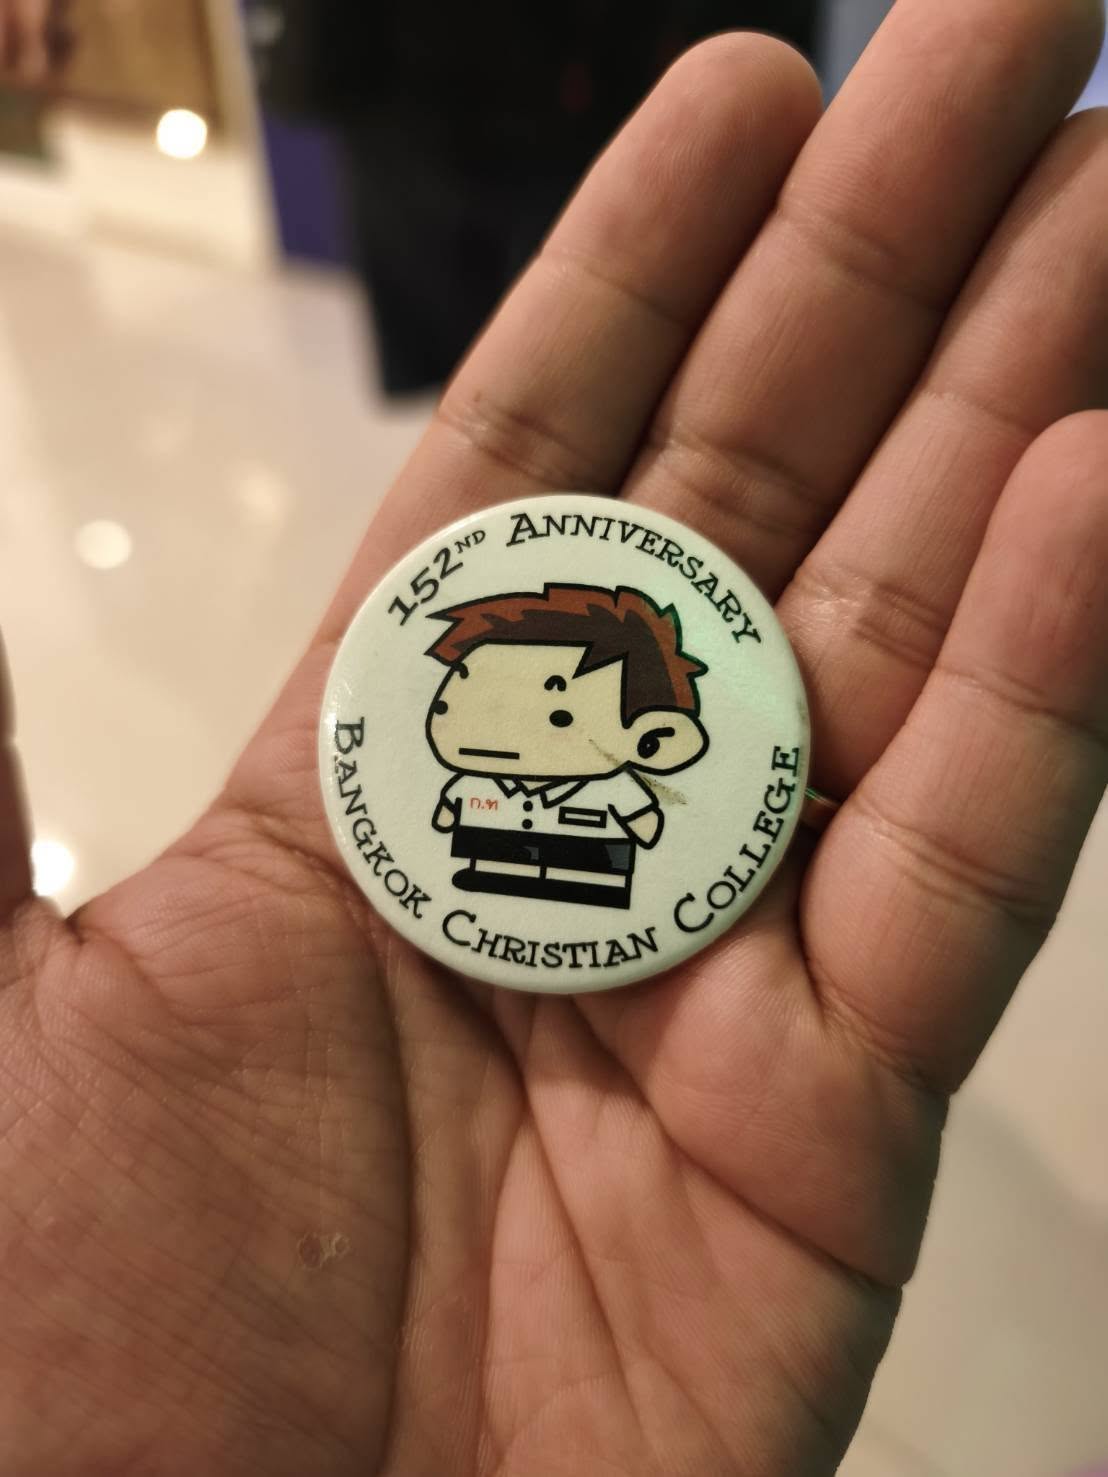 152ND ANNIVERSARY
ก.ท
BANGKOK CHRISTIAN COLLEGE